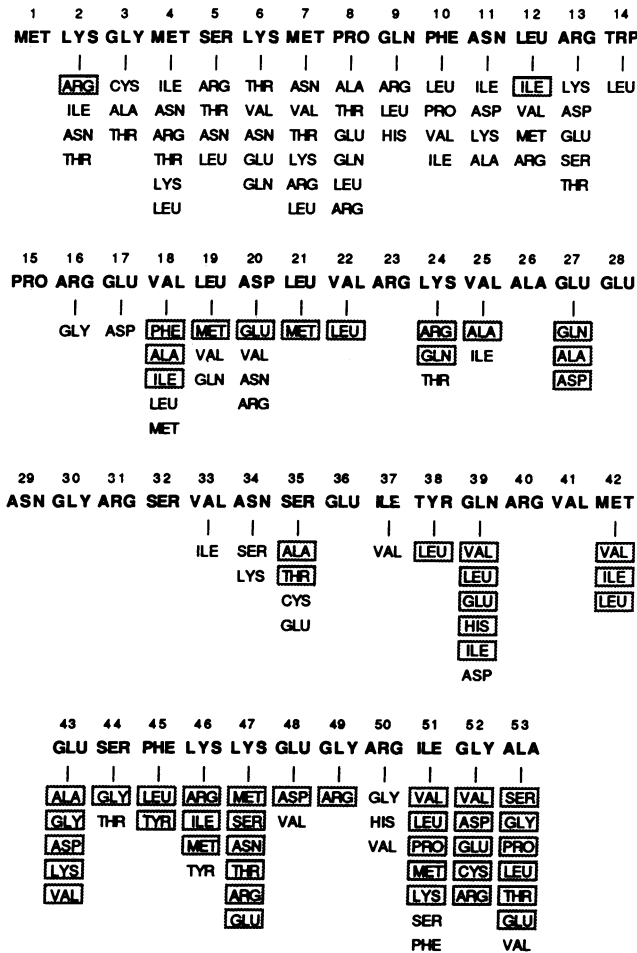 1 2 3 4 5 6 7 8 9 10 11 12 13 14
MET LYS GLY MET SER LYS MET PRO GLN PHE ASN LEU ARG TRP
ARG CYS ILE ARG THR ASN ALA ARG LEU ILE ILE LYS LEU
ILE ALA ASN THR VAL VAL THR LEU PRO ASP VAL ASP
ASN THR ARG ASN ASN THR GLU HIS VAL LYS MET GLU
THR THR LEU GLU LYS GLN ILE ALA ARG SER
LYS GLN ARG LEU THR
LEU LEU ARG
15 16 17 18 19 20 21 22 23 24 25 26 27 28
PRO ARG GLU VAL LEU ASP LEU VAL ARG LYS VAL ALA GLU GLU
GLY ASP PHE MET GLU MET LEU ARG ALA GLN
ALA VAL VAL GLN ILE ALA
ILE GLN ASN THR ASP
LEU ARG
MET
29 30 31 32 33 34 35 36 37 38 39 40 41 42
ASN GLY ARG SER VAL ASN SER GLU ILE TYR GLN ARG VAL MET
ILE SER ALA VAL LEU VAL VAL
LYS THR LEU ILE
CYS GLU LEU
GLU HIS
ILE
ASP
43 44 45 46 47 48 49 50 51 52 53
GLU SER PHE LYS LYS GLU GLY ARG ILE GLY ALA
ALA GLY LEU ARG MET ASP ARG GLY VAL VAL SER
GLY THR TYR ILE SER VAL HIS LEU ASP GLY
ASP MET ASN VAL PRO GLU PRO
LYS TYR THR MET CYS LEU
VAL ARG LYS ARG THR
GLU SER GLU
PHE VAL